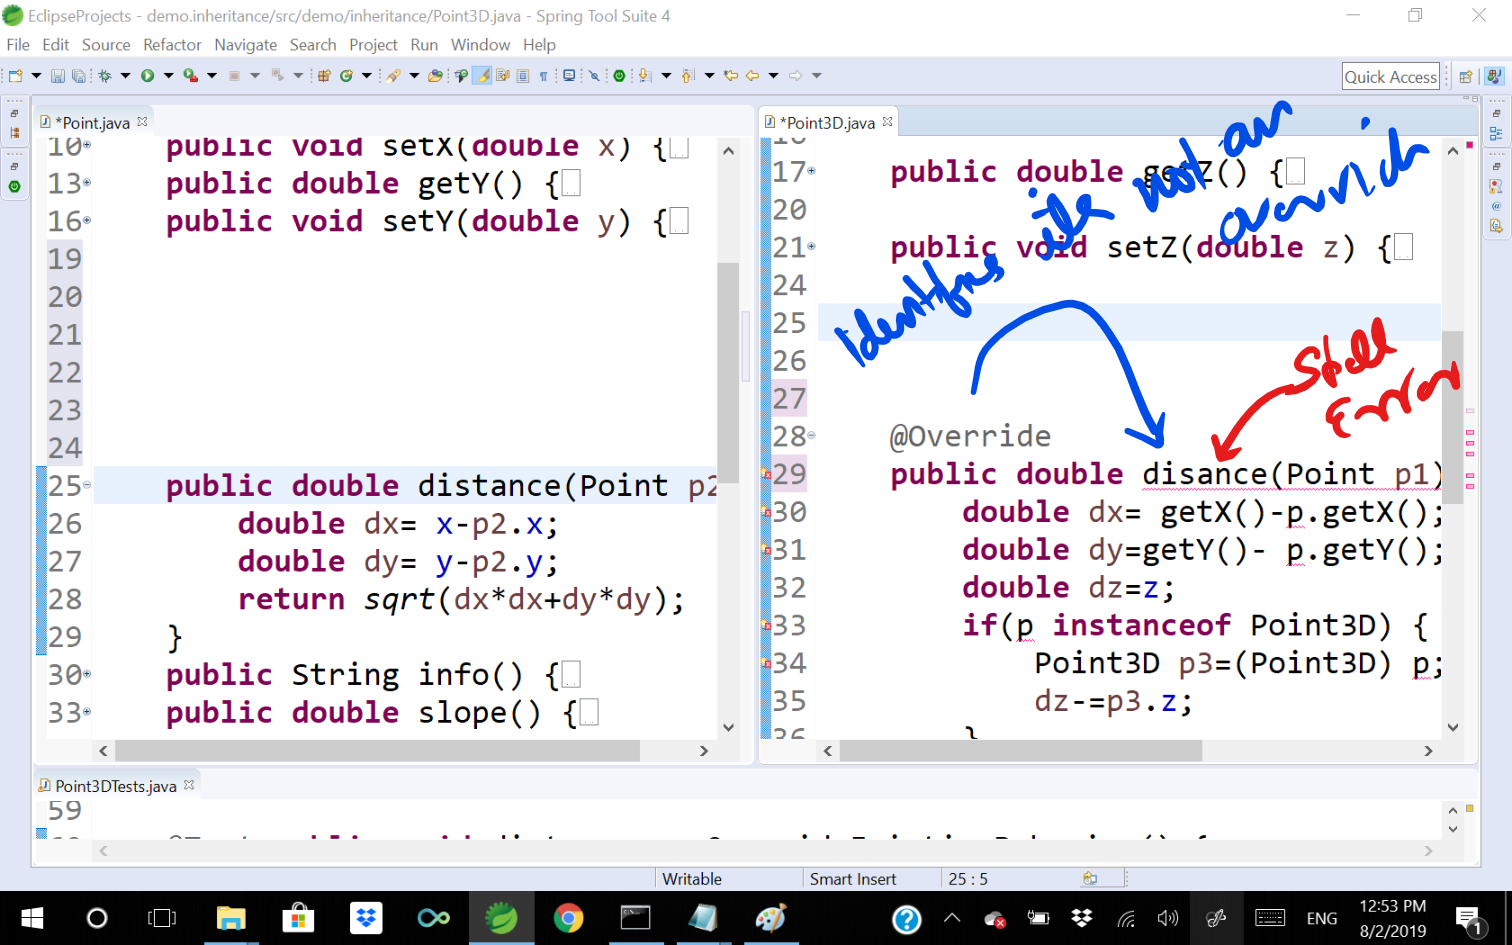 EclipseProjects - demo.inheritance/src/demo/inheritance/Point3D.java - Spring Tool Suite 4
File Edit Source Refactor Navigate Search Project Run Window Help
Quick Access
*Point.java
10 public void setX(double x) {
13 public double getY() {
16 public void setY(double y) {
19
20
21
22
23
24
25 public double distance(Point p2
26 double dx= x-p2.x;
27 double dy= y-p2.y;
28 return sqrt(dx*dx+dy*dy);
29 }
30 public String info() {
33 public double slope() {
*Point3D.java
17 public double getZ() {
20
21 public void setZ(double z) {
24
25
26
27
28 @Override
29 public double disance(Point p1)
30 double dx= getX()-p.getX();
31 double dy=getY()- p.getY();
32 double dz=z;
33 if(p instanceof Point3D) {
34 Point3D p3=(Point3D) p;
35 dz-=p3.z;
36 }
not an
Spell
Error
Point3DTests.java
59
Writable Smart Insert 25 : 5
ENG
12:53 PM
8/2/2019
1